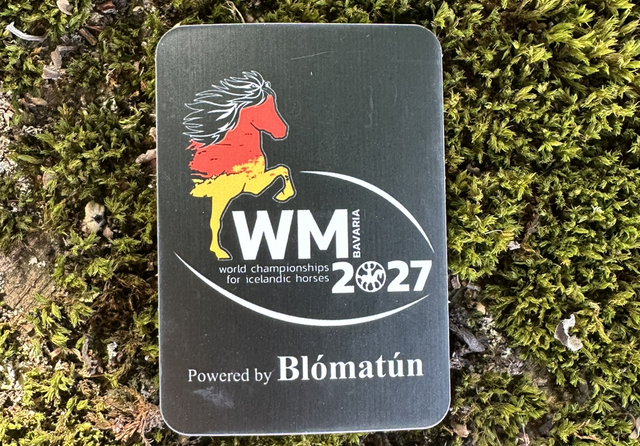 WM
BAVARIA
world championships
for icelandic horses
2027
Powered by Blómatún